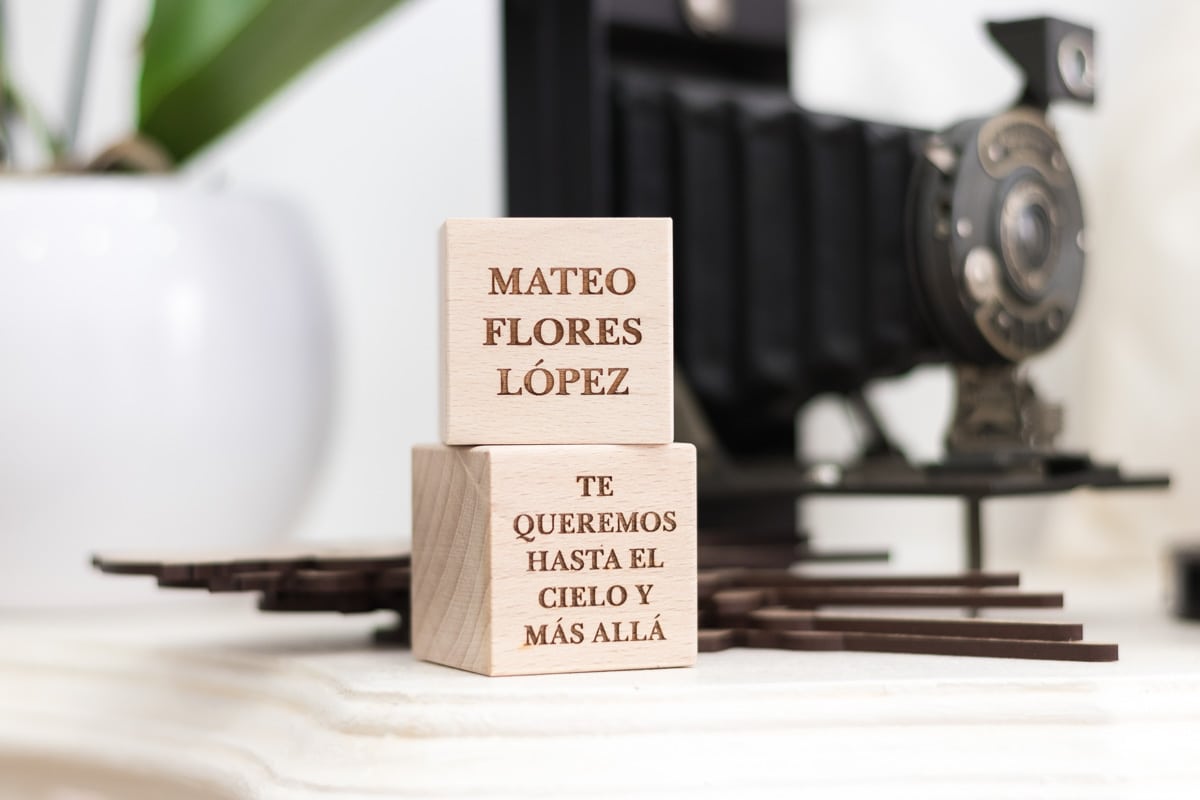 MATEO
FLORES
LÓPEZ
TE
QUEREMOS
HASTA EL
CIELO Y
MÁS ALLÁ